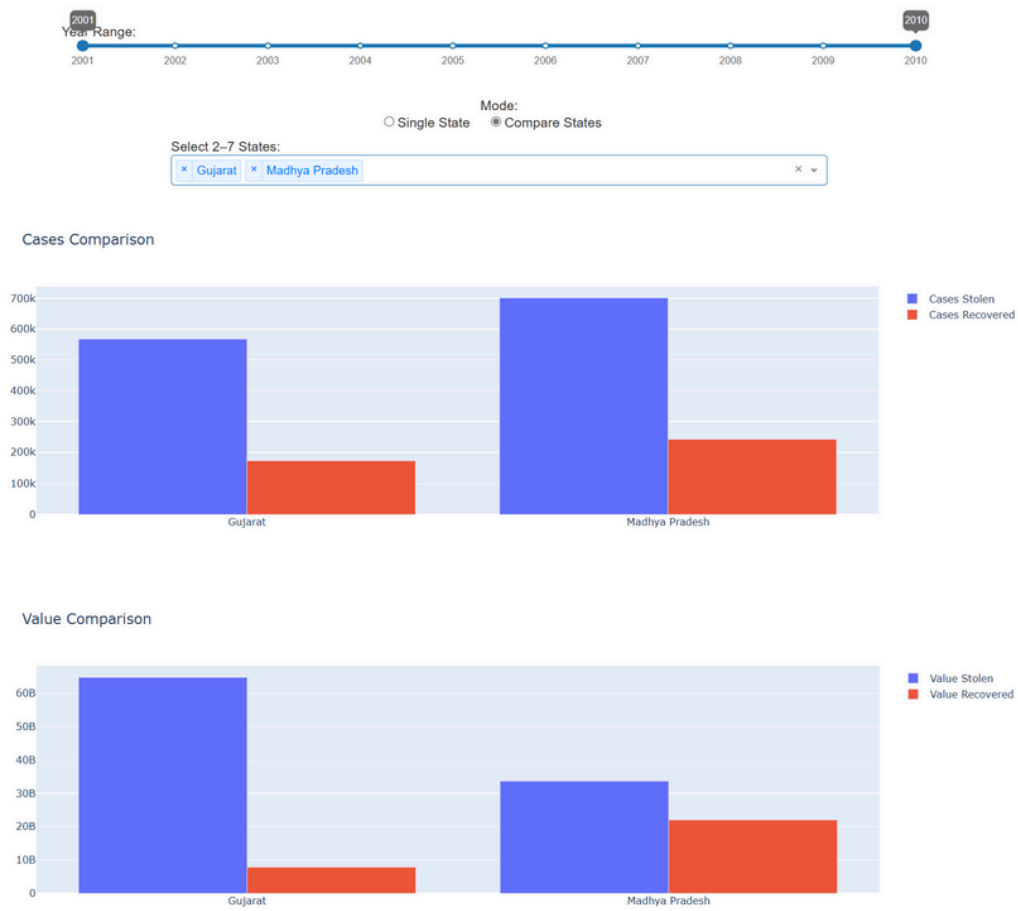 2001
2010
Year Range:
2001 2002 2003 2004 2005 2006 2007 2008 2009 2010
Mode:
Single State Compare States
Select 2–7 States:
× Gujarat × Madhya Pradesh ×
Cases Comparison
700k
600k
500k
400k
300k
200k
100k
0
Gujarat Madhya Pradesh
Cases Stolen
Cases Recovered
Value Comparison
60B
50B
40B
30B
20B
10B
0
Gujarat Madhya Pradesh
Value Stolen
Value Recovered